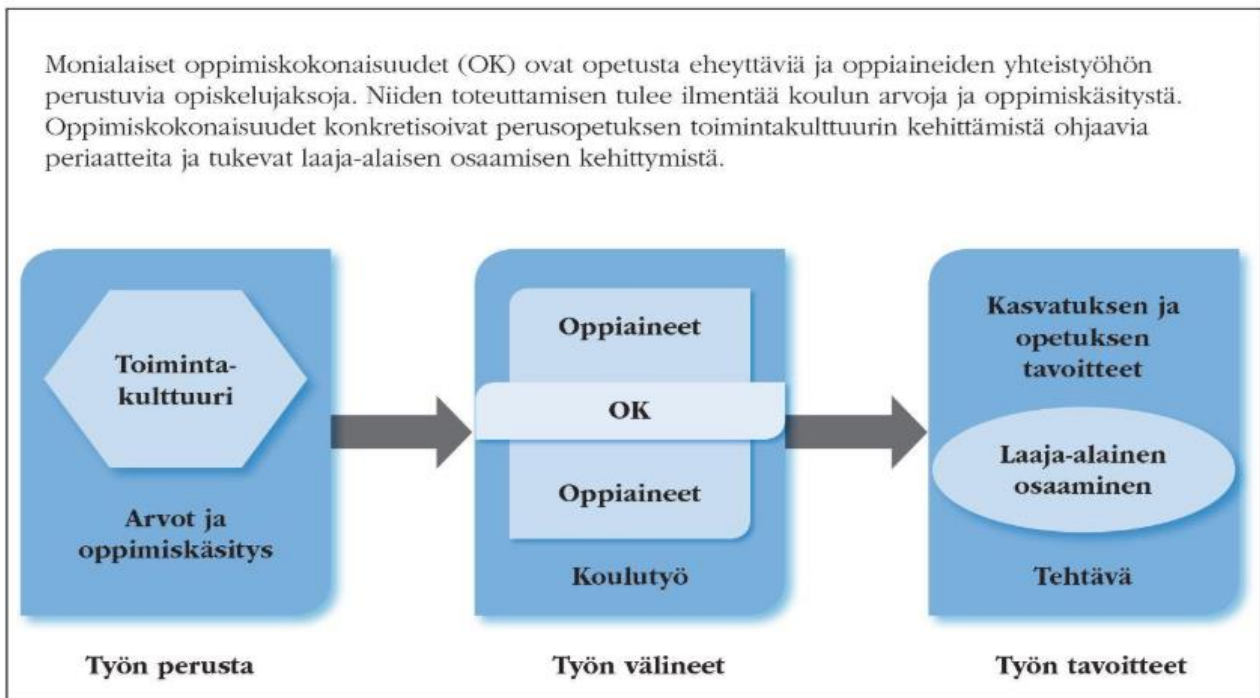 Monialaiset oppimiskokonaisuudet (OK) ovat opetusta eheyttäviä ja oppiaineiden yhteistyöhön
perustuvia opiskelujaksoja. Niiden toteuttamisen tulee ilmentää koulun arvoja ja oppimiskäsitystä.
Oppimiskokonaisuudet konkretisoivat perusopetuksen toimintakulttuurin kehittämistä ohjaavia
periaatteita ja tukevat laaja-alaisen osaamisen kehittymistä.
Toiminta-
kulttuuri
Arvot ja
oppimiskäsitys
Työn perusta
Oppiaineet
OK
Oppiaineet
Koulutyö
Työn välineet
Kasvatuksen ja
opetuksen
tavoitteet
Laaja-alainen
osaaminen
Tehtävä
Työn tavoitteet